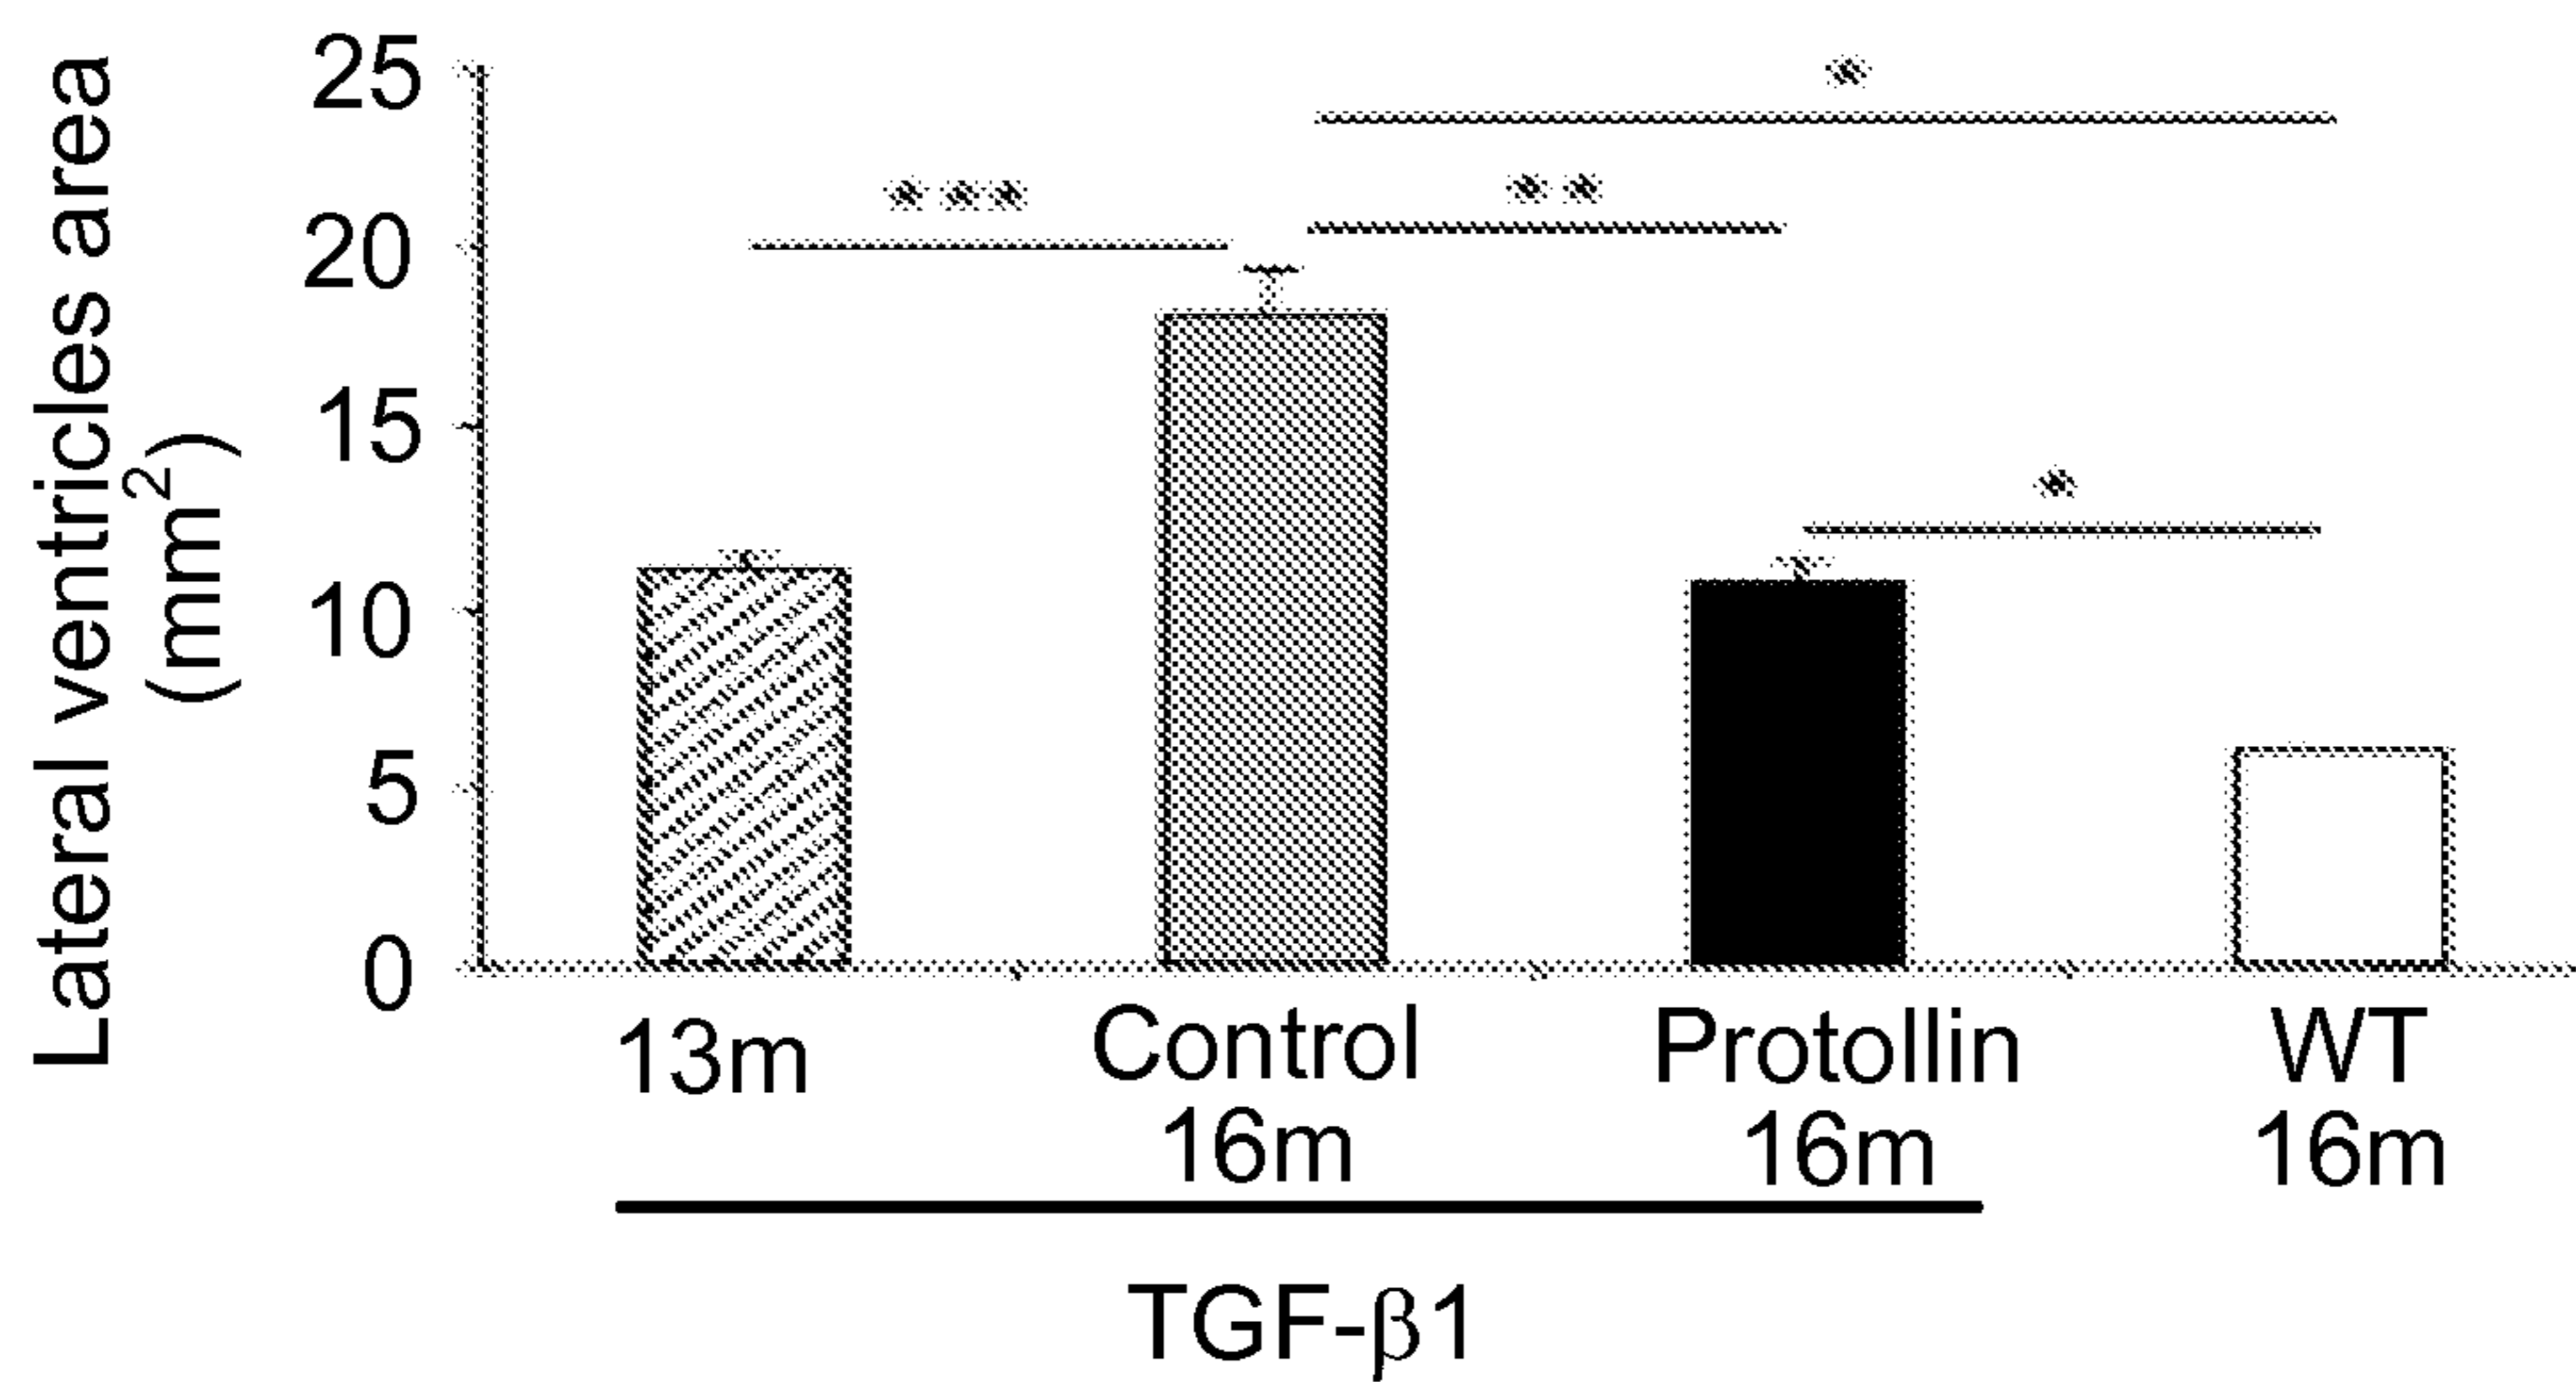 Lateral ventricles area
(mm²)
25
20
15
10
5
0
*
***
**
*
13m
Control
16m
Protollin
16m
WT
16m
TGF-β1